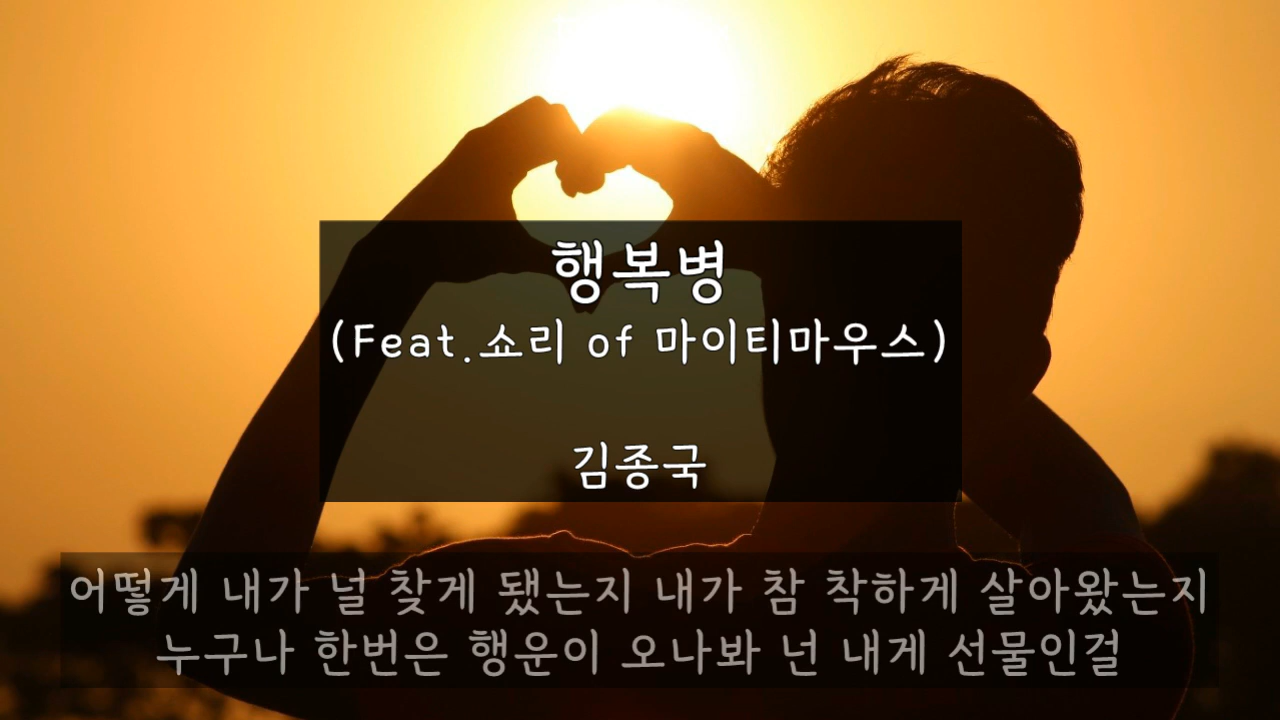 행복병
(Feat.쇼리 of 마이티마우스)
김종국
어떻게 내가 널 찾게 됐는지 내가 참 착하게 살아왔는지
누구나 한번은 행운이 오나봐 넌 내게 선물인걸